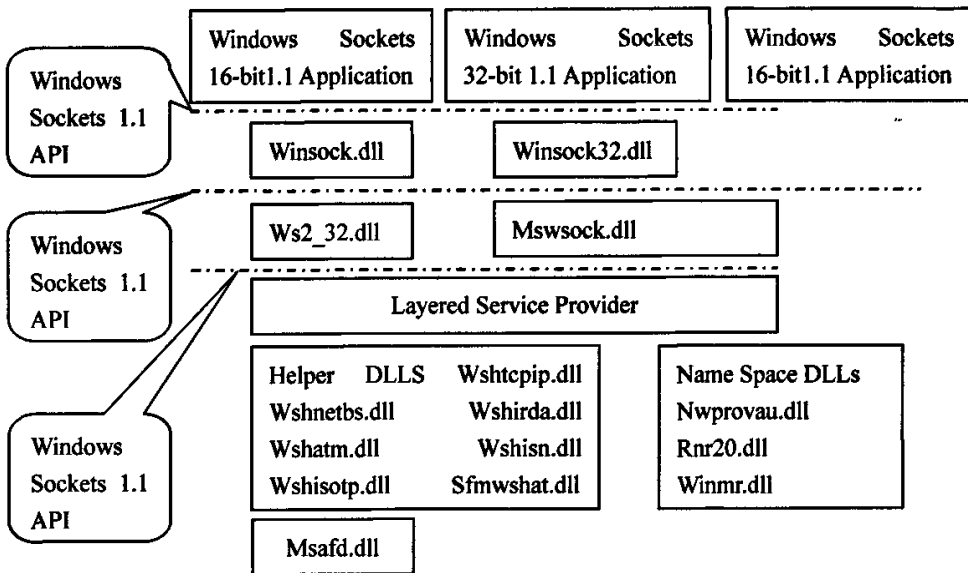 Windows Sockets
16-bit1.1 Application
Windows Sockets
32-bit 1.1 Application
Windows Sockets
16-bit1.1 Application
Windows
Sockets 1.1
API
Winsock.dll
Winsock32.dll
Windows
Sockets 1.1
API
Ws2_32.dll
Mswsock.dll
Layered Service Provider
Helper DLLS Wshtcpip.dll
Wshnetbs.dll Wshirda.dll
Wshatm.dll Wshisn.dll
Wshisotp.dll Sfmwshat.dll
Name Space DLLs
Nwprovau.dll
Rnr20.dll
Winmr.dll
Windows
Sockets 1.1
API
Msafd.dll